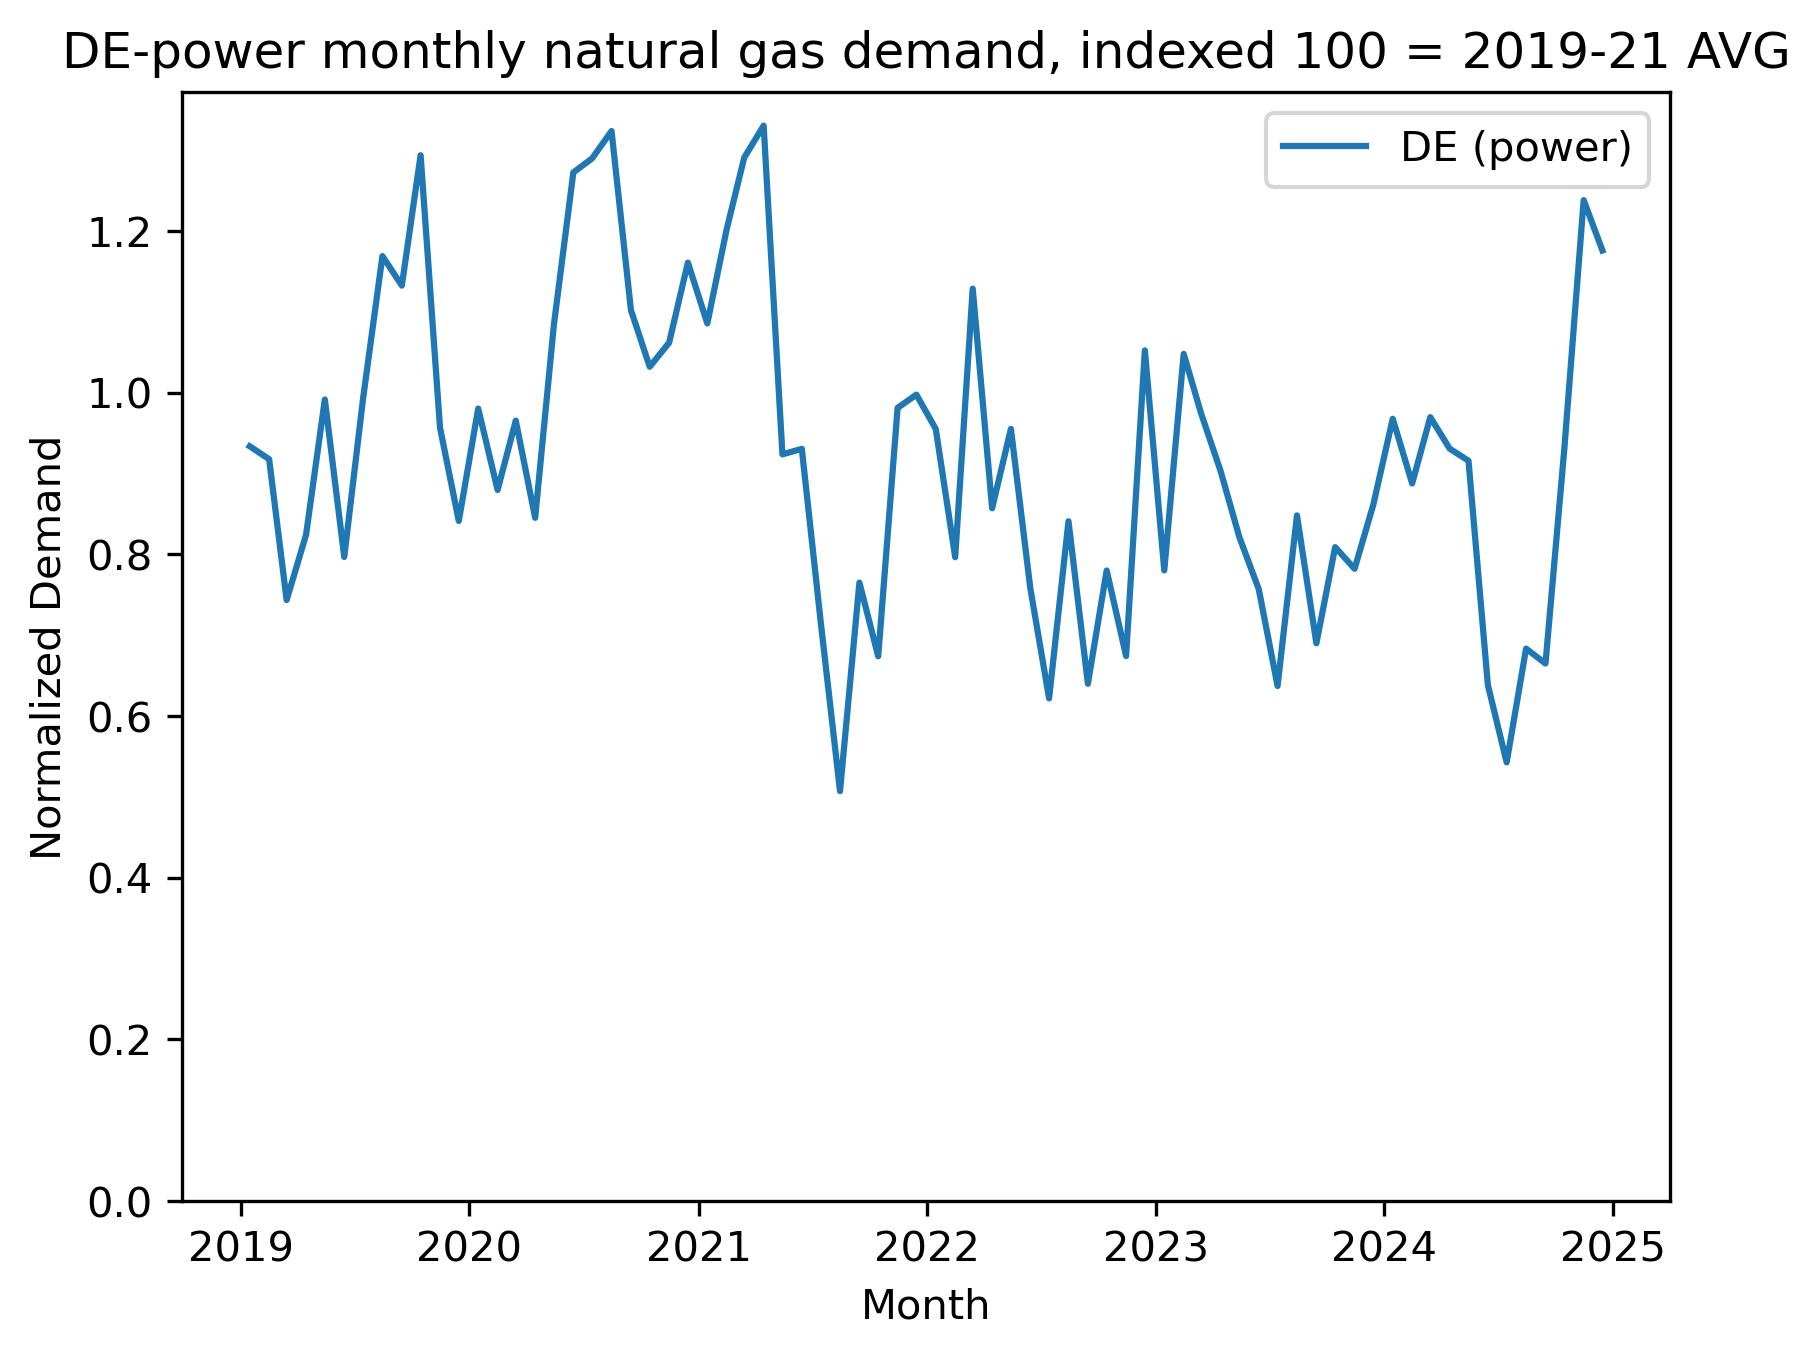 DE-power monthly natural gas demand, indexed 100 = 2019-21 AVG
DE (power)
Normalized Demand
1.2
1.0
0.8
0.6
0.4
0.2
0.0
2019 2020 2021 2022 2023 2024 2025
Month